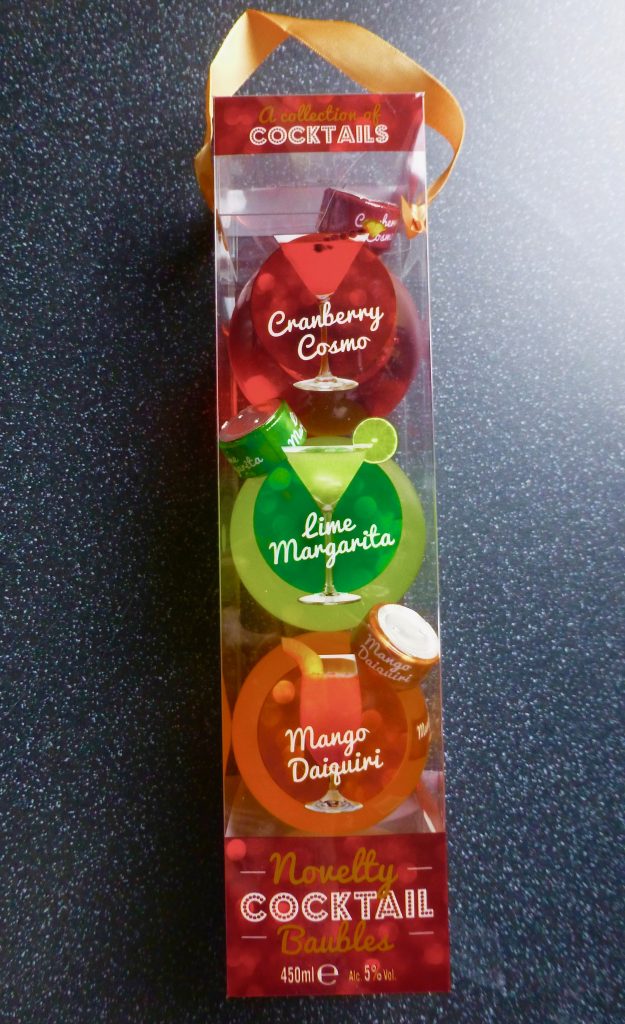 A collection of
COCKTAILS
Cranberry
Cosmo
Lime
Margarita
Mango
Daiquiri
Mango
Daiquiri
Novelty
COCKTAIL
Baubles
450ml e Alc. 5% Vol.